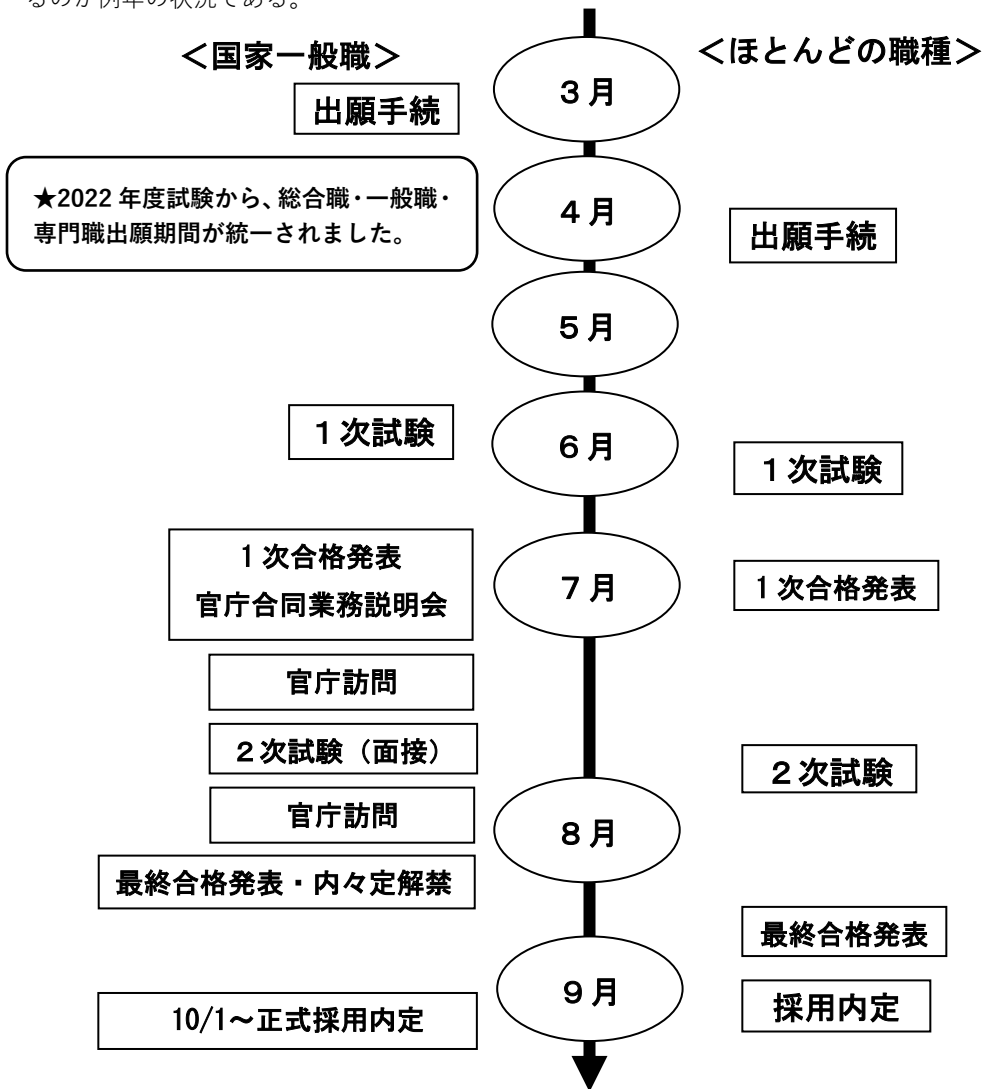 るのが例年の状況である。
＜国家一般職＞
＜ほとんどの職種＞
３月
出願手続
★2022 年度試験から、総合職・一般職・
専門職出願期間が統一されました。
４月
出願手続
５月
１次試験
６月
１次試験
１次合格発表
官庁合同業務説明会
７月
１次合格発表
官庁訪問
２次試験（面接）
２次試験
官庁訪問
８月
最終合格発表・内々定解禁
最終合格発表
９月
10/1～正式採用内定
採用内定